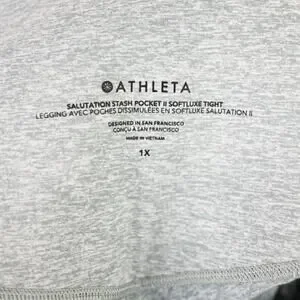 ATHLETA
SALUTATION STASH POCKET II SOFTLUXE TIGHT
LEGGING AVEC POCHES DISSIMULÉES EN SOFTLUXE SALUTATION II
DESIGNED IN SAN FRANCISCO
CONÇU À SAN FRANCISCO
MADE IN VIETNAM
1X